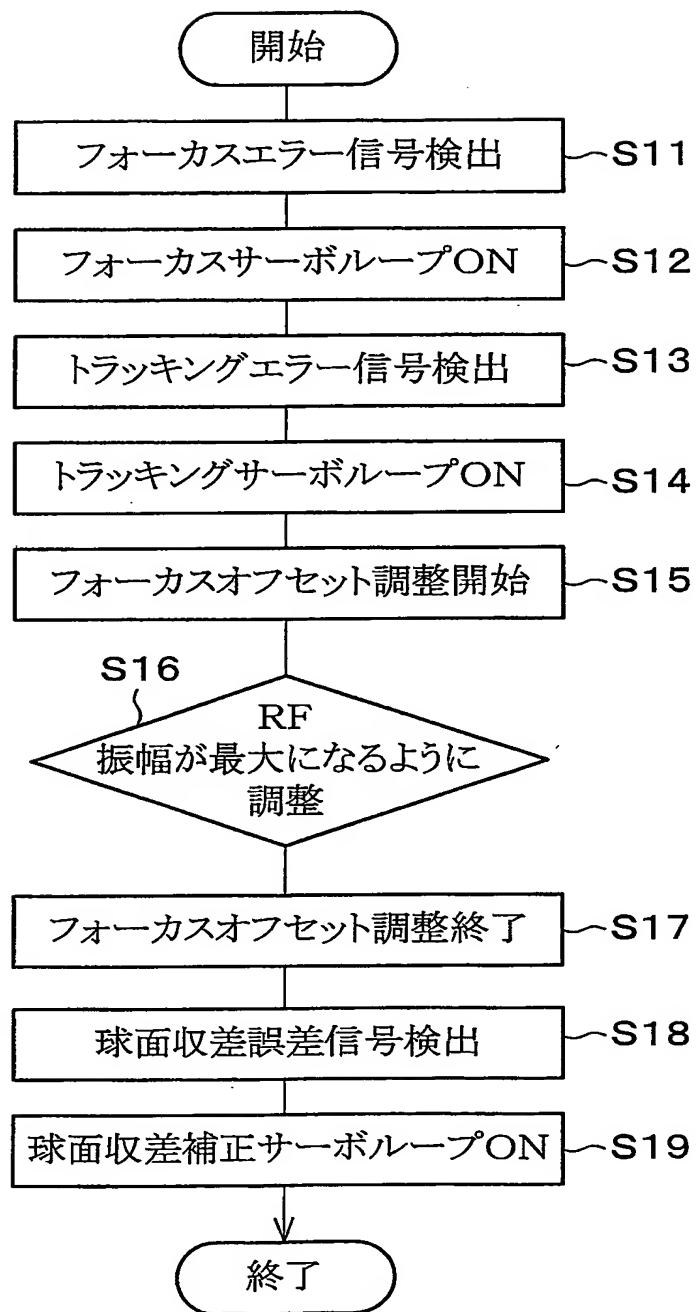 開始
フォーカスエラー信号検出 S11
フォーカスサーボループON S12
トラッキングエラー信号検出 S13
トラッキングサーボループON S14
フォーカスオフセット調整開始 S15
S16
RF
振幅が最大になるように
調整
フォーカスオフセット調整終了 S17
球面収差誤差信号検出 S18
球面収差補正サーボループON S19
終了